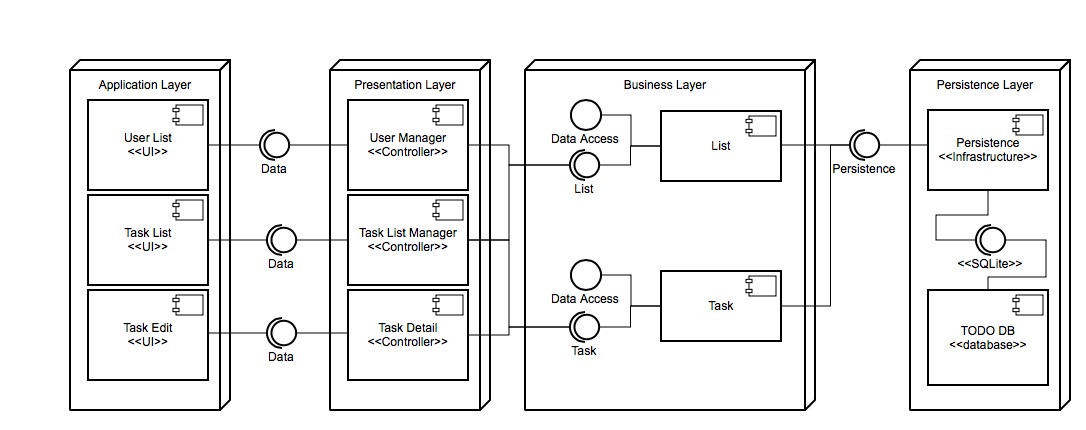 Application Layer
User List
<<UI>>
Task List
<<UI>>
Task Edit
<<UI>>
Data
Data
Data
Presentation Layer
User Manager
<<Controller>>
Task List Manager
<<Controller>>
Task Detail
<<Controller>>
Business Layer
Data Access
List
List
Data Access
Task
Task
Persistence
Persistence Layer
Persistence
<<Infrastructure>>
<<SQLite>>
TODO DB
<<database>>